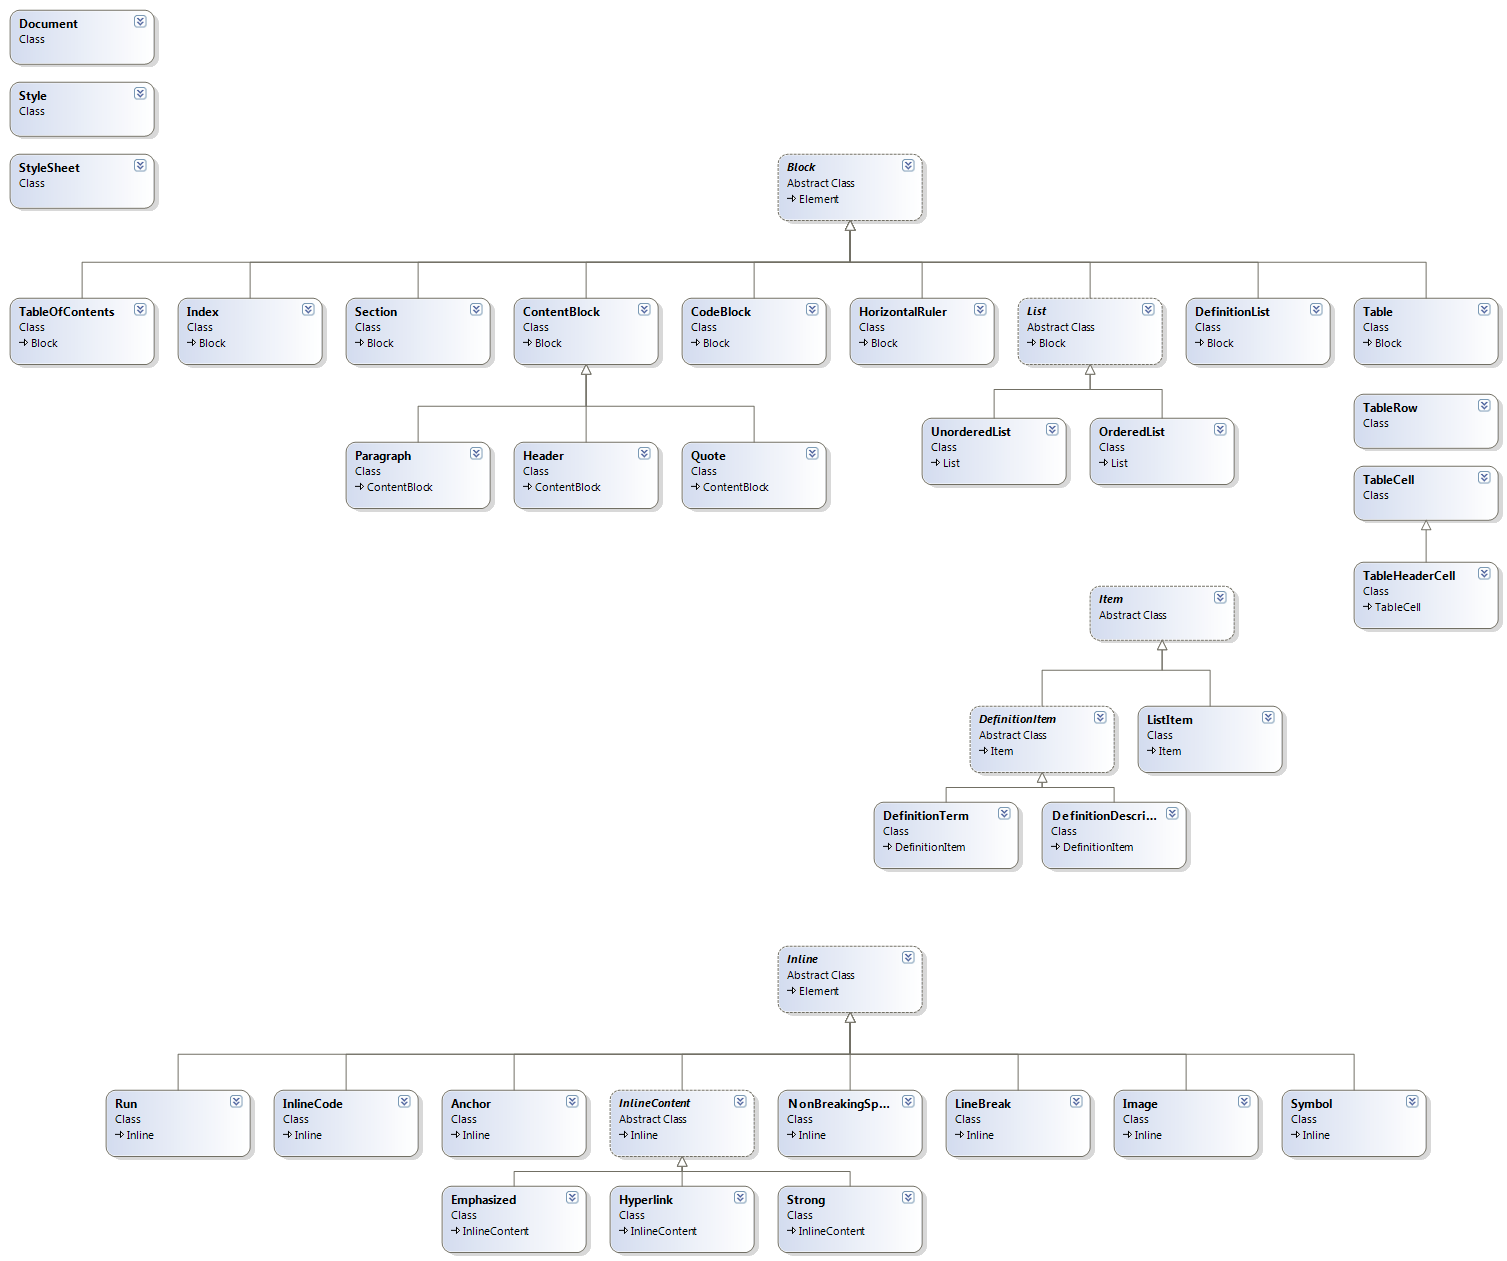 Document
Class
Style
Class
StyleSheet
Class
Block
Abstract Class
Element
TableOfContents
Class
Block
Index
Class
Block
Section
Class
Block
ContentBlock
Class
Block
CodeBlock
Class
Block
HorizontalRuler
Class
Block
List
Abstract Class
Block
DefinitionList
Class
Block
Table
Class
Block
Paragraph
Class
ContentBlock
Header
Class
ContentBlock
Quote
Class
ContentBlock
UnorderedList
Class
List
OrderedList
Class
List
TableRow
Class
TableCell
Class
TableHeaderCell
Class
TableCell
Item
Abstract Class
DefinitionItem
Abstract Class
Item
ListItem
Class
Item
DefinitionTerm
Class
DefinitionItem
DefinitionDescri...
Class
DefinitionItem
Inline
Abstract Class
Element
Run
Class
Inline
InlineCode
Class
Inline
Anchor
Class
Inline
InlineContent
Abstract Class
Inline
NonBreakingSp...
Class
Inline
LineBreak
Class
Inline
Image
Class
Inline
Symbol
Class
Inline
Emphasized
Class
InlineContent
Hyperlink
Class
InlineContent
Strong
Class
InlineContent